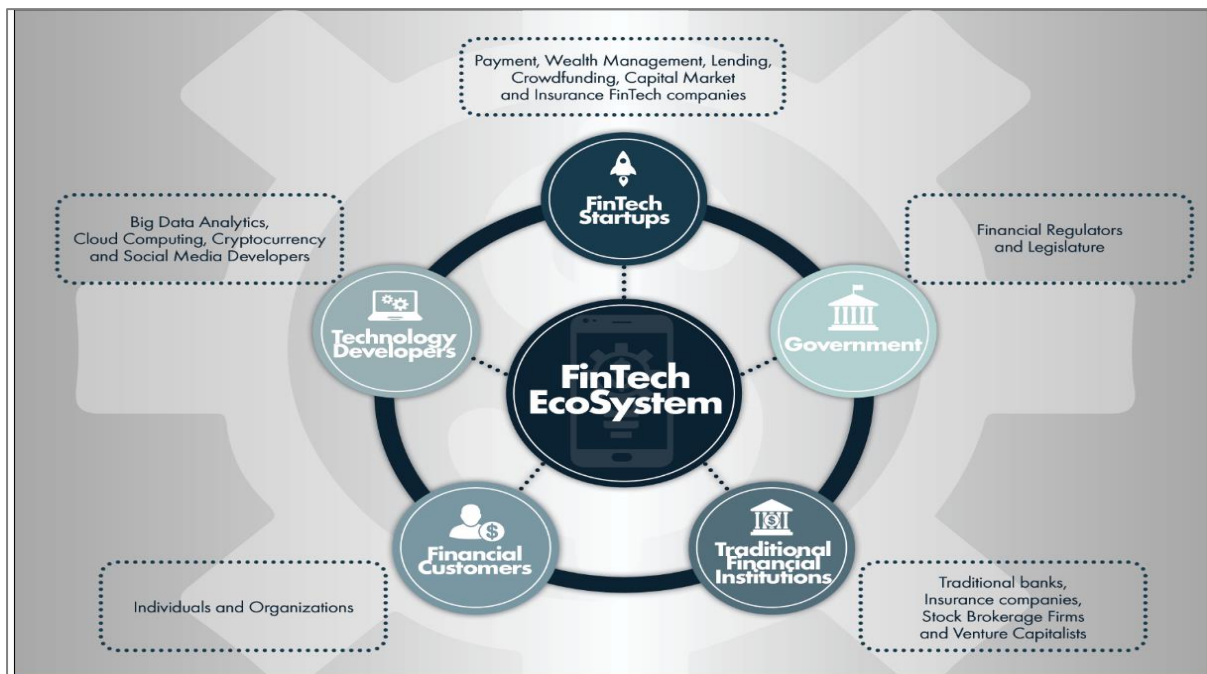 Payment, Wealth Management, Lending,
Crowdfunding, Capital Market
and Insurance FinTech companies
FinTech
Startups
Big Data Analytics,
Cloud Computing, Cryptocurrency
and Social Media Developers
Financial Regulators
and Legislature
Technology
Developers
Government
FinTech
EcoSystem
Financial
Customers
Traditional
Financial
Institutions
Individuals and Organizations
Traditional banks,
Insurance companies,
Stock Brokerage Firms
and Venture Capitalists